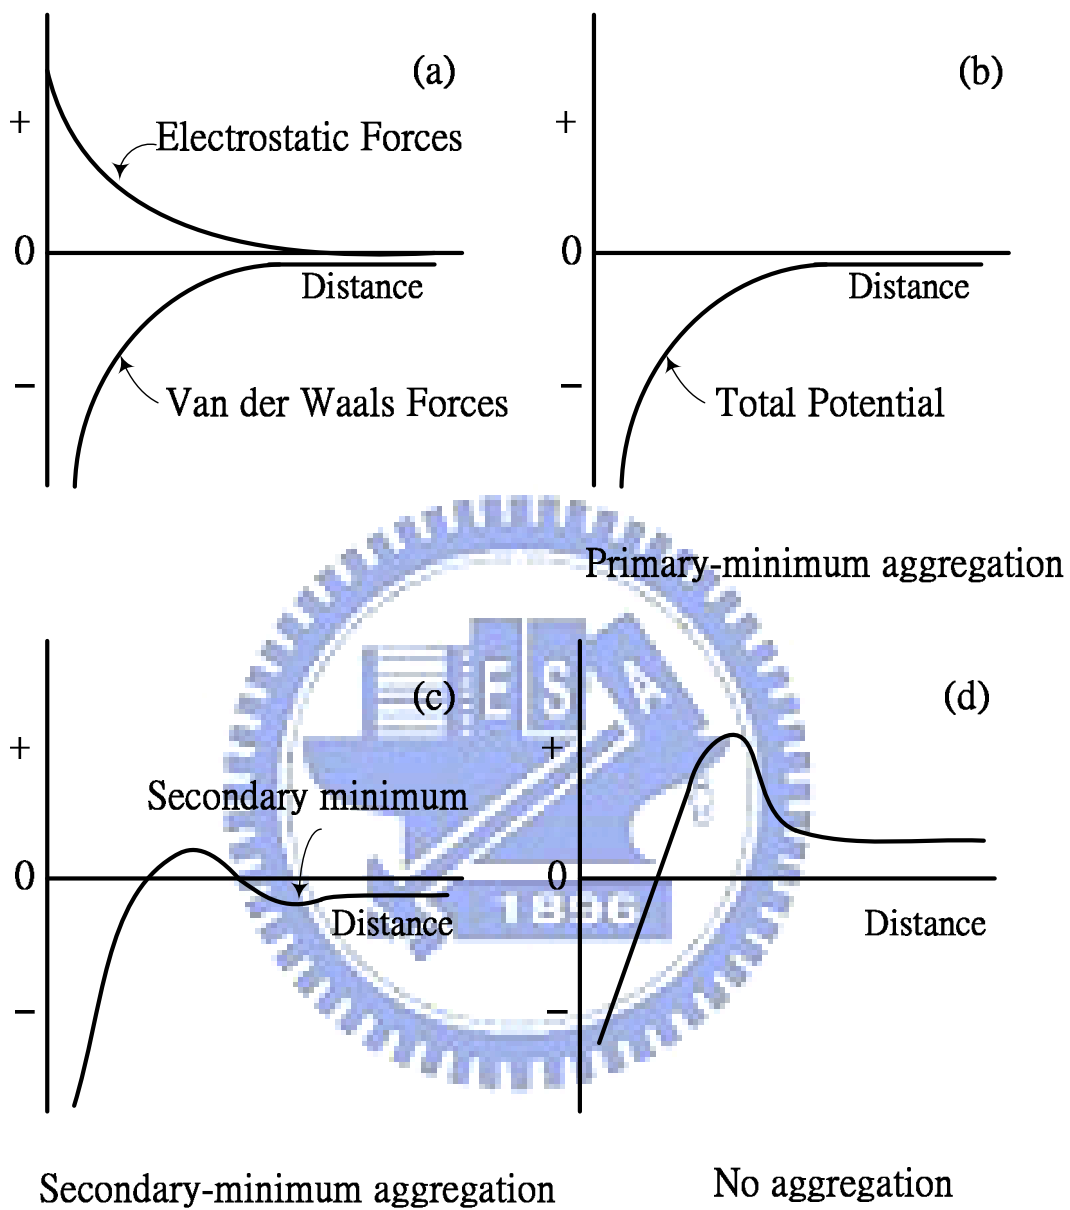 (a)
+
Electrostatic Forces
0
Distance
−
Van der Waals Forces
(b)
+
0
Distance
−
Total Potential
Primary-minimum aggregation
(c)
+
Secondary minimum
0
Distance
−
Secondary-minimum aggregation
(d)
+
0
Distance
−
No aggregation
E S A
1896